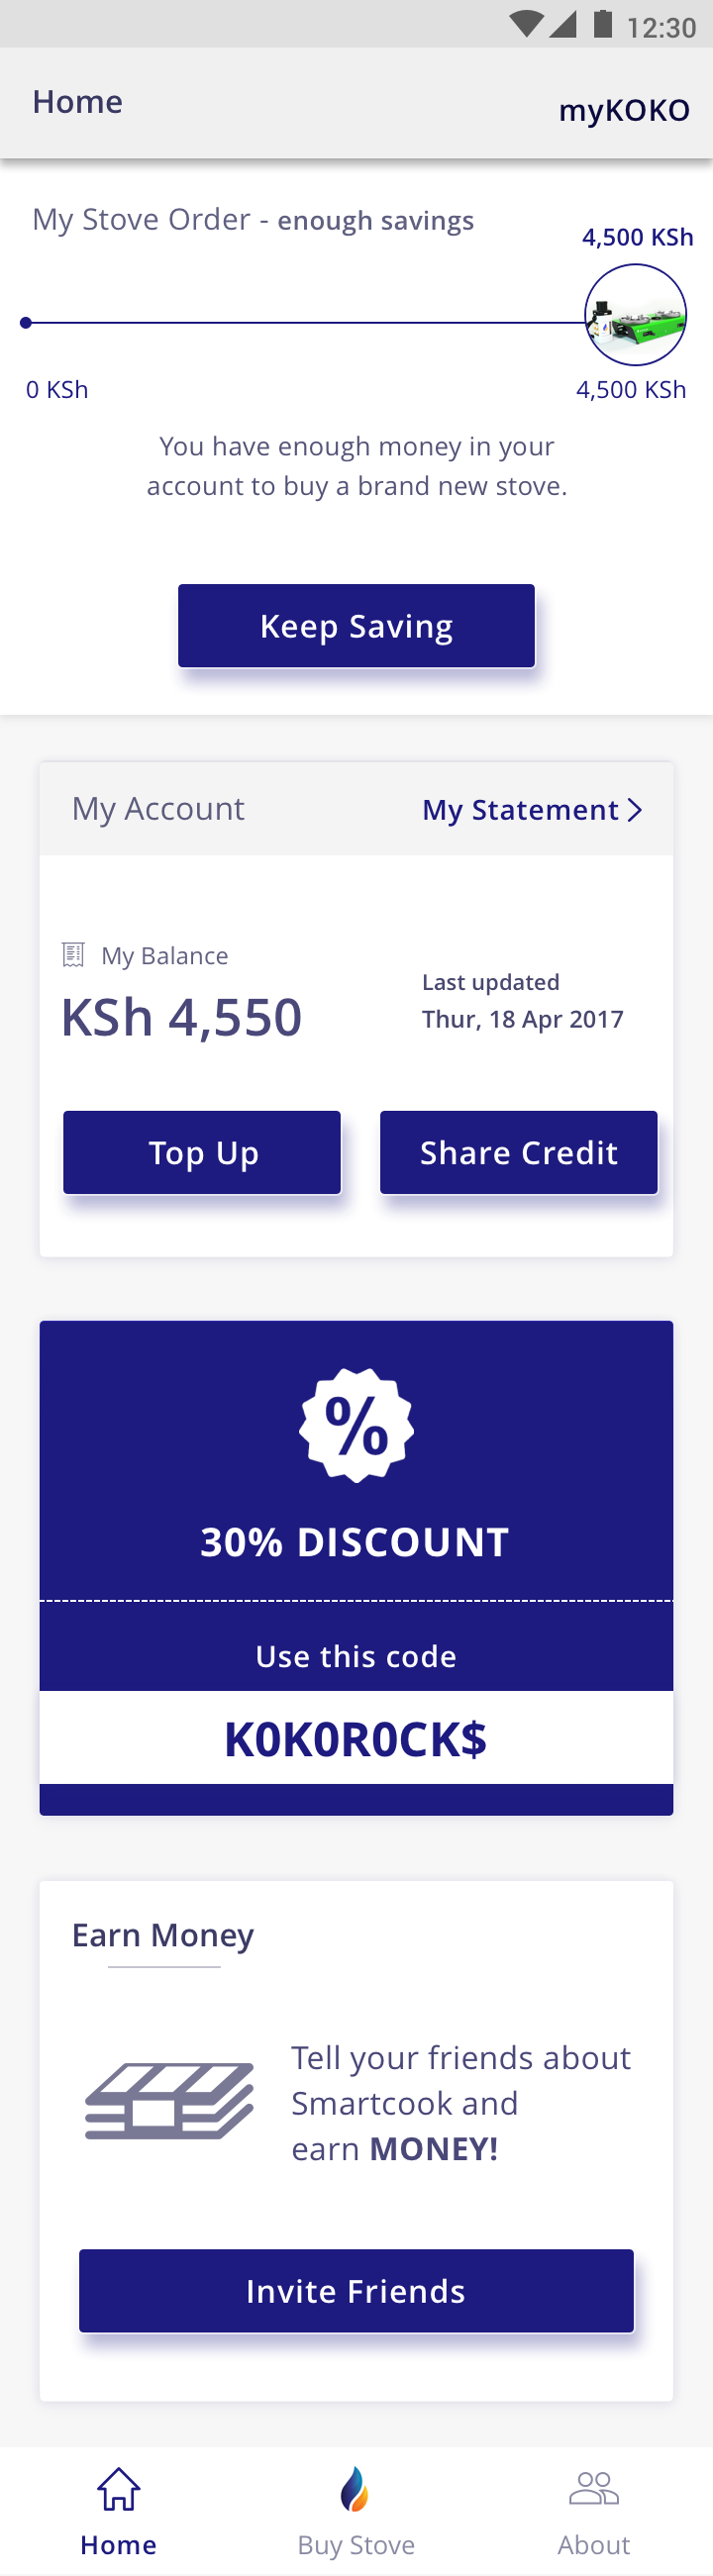 12:30
Home
myKOKO
My Stove Order - enough savings
4,500 KSh
0 KSh
4,500 KSh
You have enough money in your
account to buy a brand new stove.
Keep Saving
My Account
My Statement
My Balance
KSh 4,550
Last updated
Thur, 18 Apr 2017
Top Up
Share Credit
%
30% DISCOUNT
Use this code
K0K0R0CK$
Earn Money
Tell your friends about
Smartcook and
earn MONEY!
Invite Friends
Home
Buy Stove
About